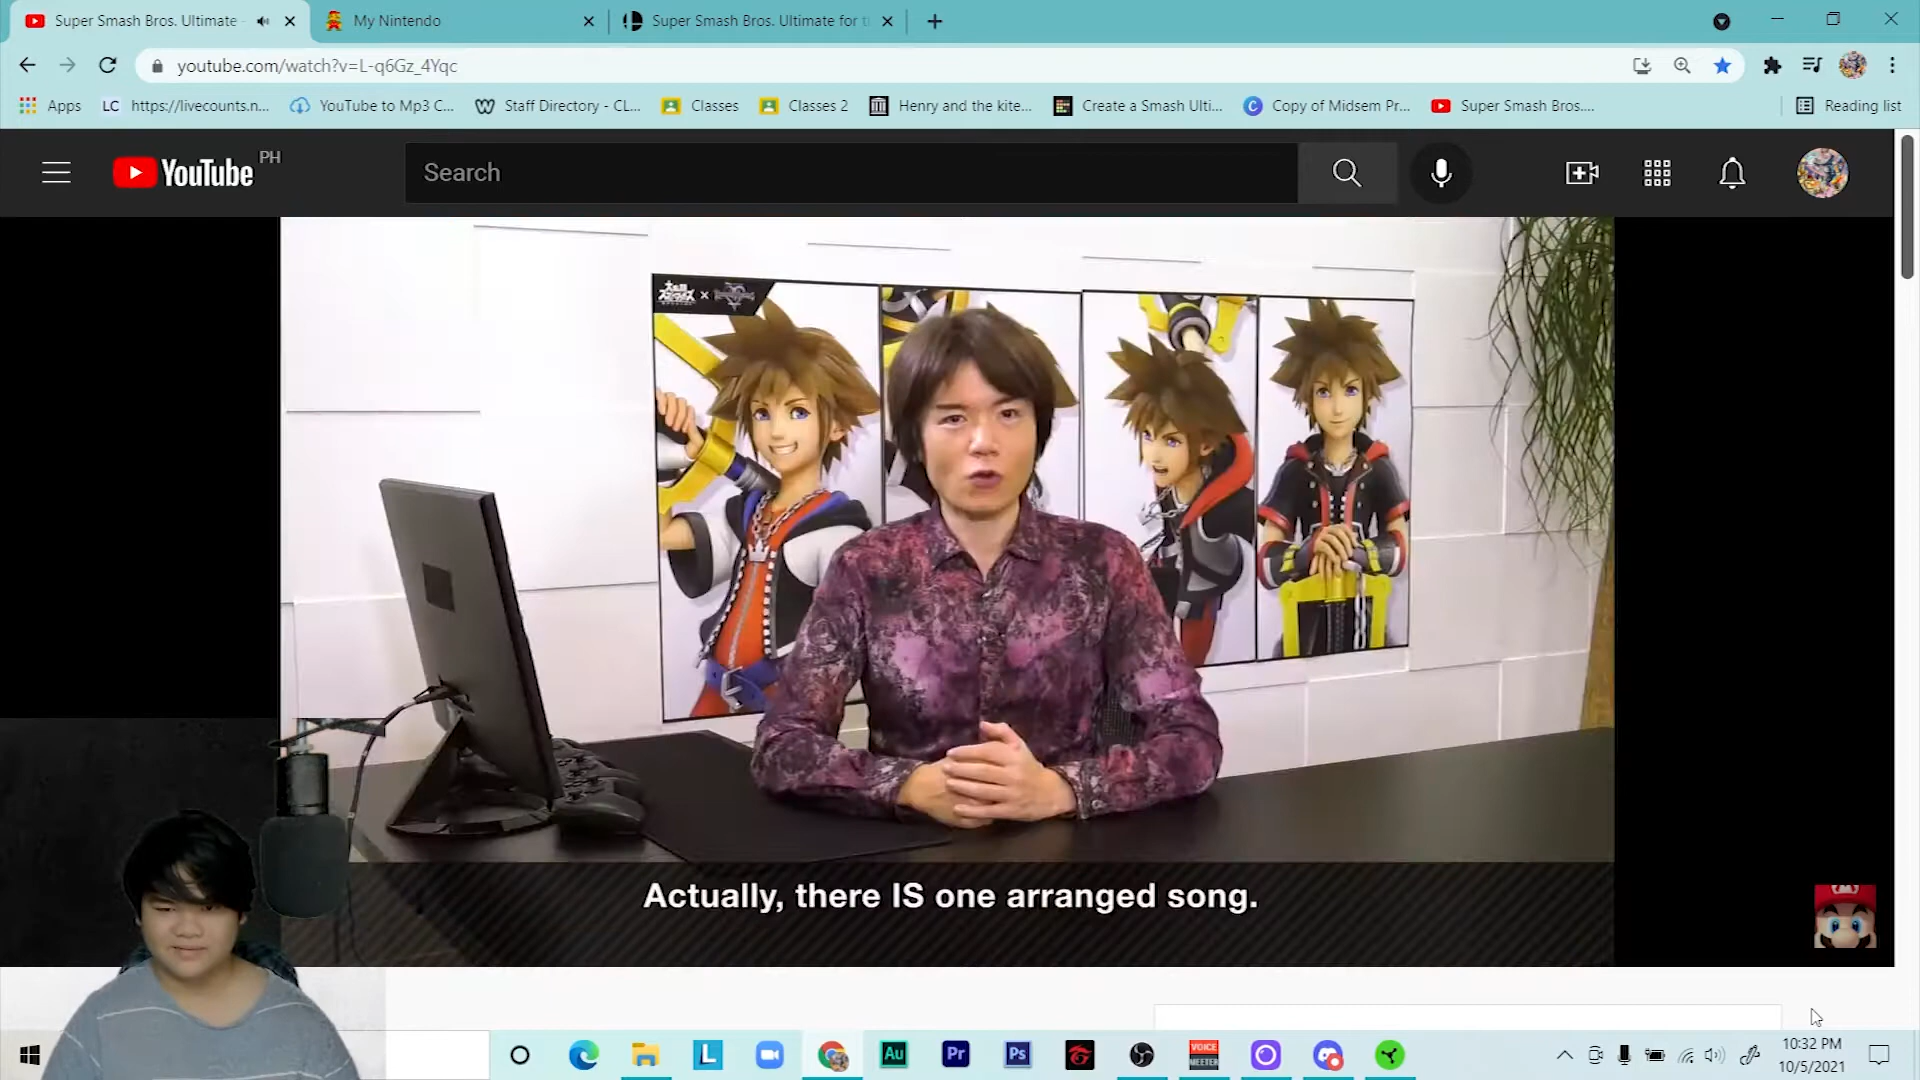 Super Smash Bros. Ultimate
My Nintendo
Super Smash Bros. Ultimate for t
youtube.com/watch?v=L-q6Gz_4Yqc
Apps
LC https://livecounts.n...
YouTube to Mp3 C...
Staff Directory - CL...
Classes
Classes 2
Henry and the kite...
Create a Smash Ulti...
Copy of Midsem Pr...
Super Smash Bros....
Reading list
YouTube PH
Search
Actually, there IS one arranged song.
L
Au
Pr
Ps
VOICE
MEETER
10:32 PM
10/5/2021